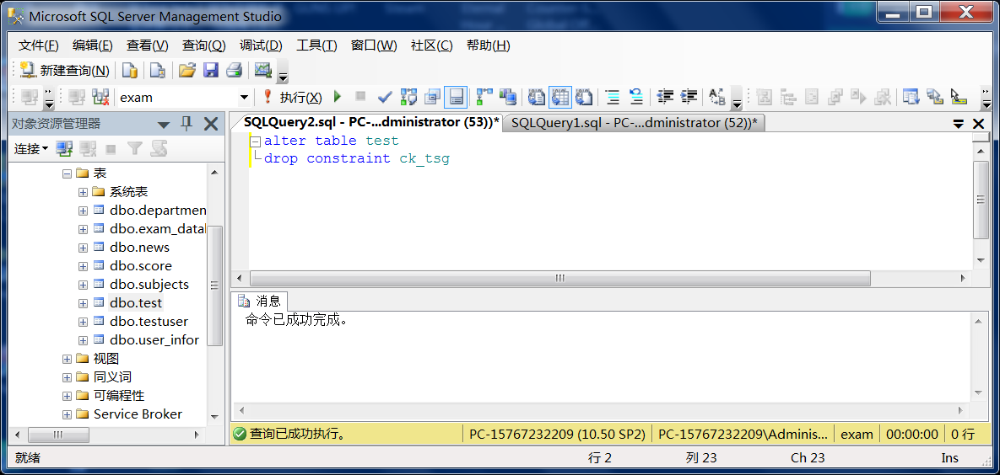 Microsoft SQL Server Management Studio
文件(F) 编辑(E) 查看(V) 查询(Q) 调试(D) 工具(T) 窗口(W) 社区(C) 帮助(H)
新建查询(N)
exam 执行(X)
对象资源管理器
连接
表
系统表
dbo.departmen
dbo.exam_data
dbo.news
dbo.score
dbo.subjects
dbo.test
dbo.testuser
dbo.user_infor
视图
同义词
可编程性
Service Broker
SQLQuery2.sql - PC-...dministrator (53))* SQLQuery1.sql - PC-...dministrator (52))*
alter table test
drop constraint ck_tsg
消息
命令已成功完成。
查询已成功执行。 PC-15767232209 (10.50 SP2) PC-15767232209\Adminis... exam 00:00:00 0 行
就绪 行 2 列 23 Ch 23 Ins